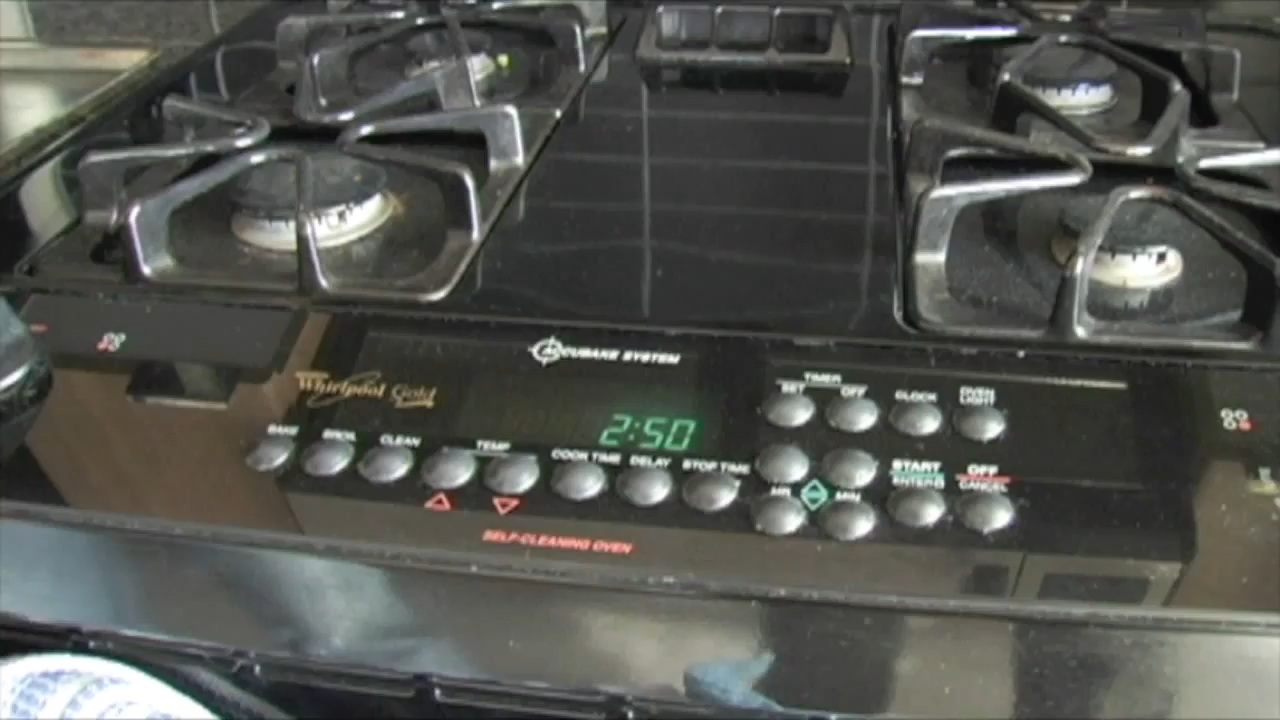 ACCUBAKE SYSTEM
Whirlpool Gold
2:50
TIMER
SET OFF CLOCK OVEN LIGHT
BAKE BROIL CLEAN TEMP COOK TIME DELAY STOP TIME
START ENTER OFF CANCEL
HR MIN
SELF-CLEANING OVEN